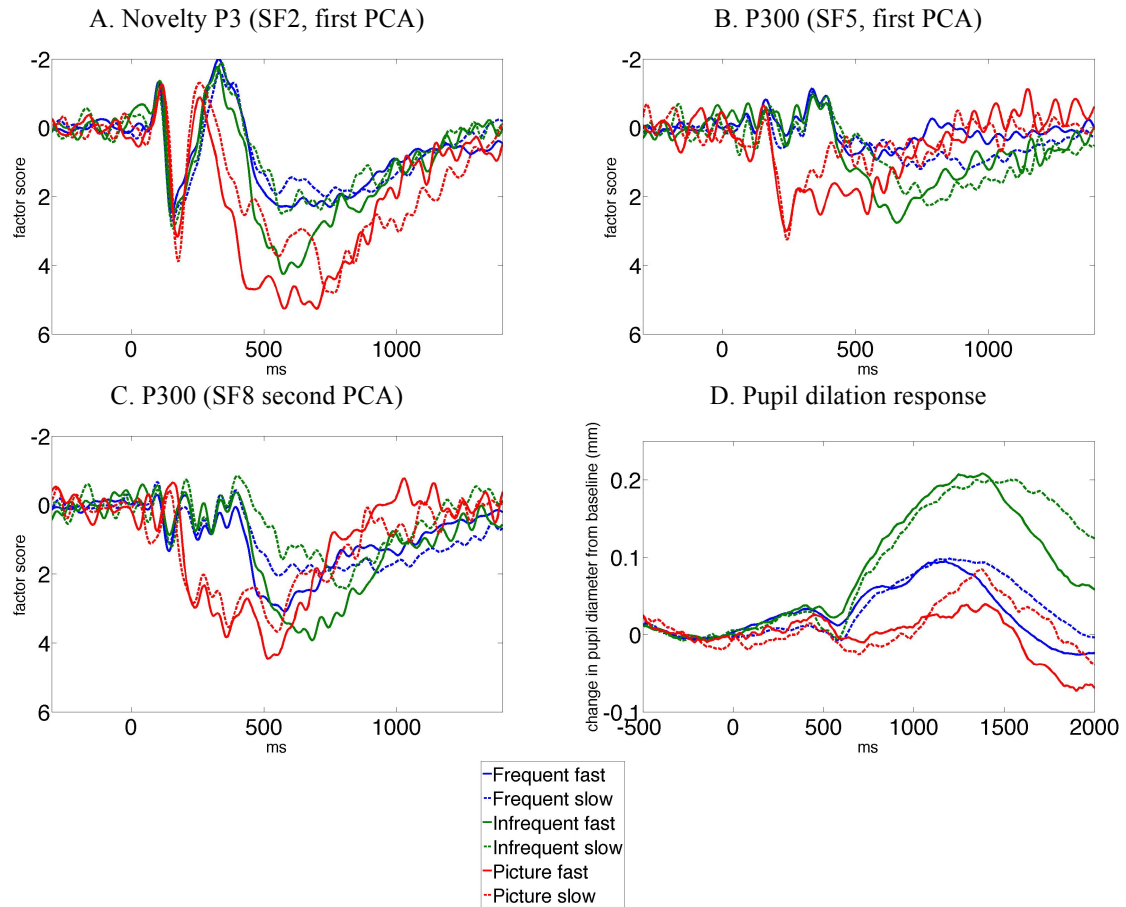 A. Novelty P3 (SF2, first PCA)
-2
0
2
4
6
factor score
0
500
1000
ms
B. P300 (SF5, first PCA)
-2
0
2
4
6
factor score
0
500
1000
ms
C. P300 (SF8 second PCA)
-2
0
2
4
6
factor score
0
500
1000
ms
D. Pupil dilation response
0.2
0.1
0
-0.1
change in pupil diameter from baseline (mm)
-500
0
500
1000
1500
2000
ms
Frequent fast
Frequent slow
Infrequent fast
Infrequent slow
Picture fast
Picture slow